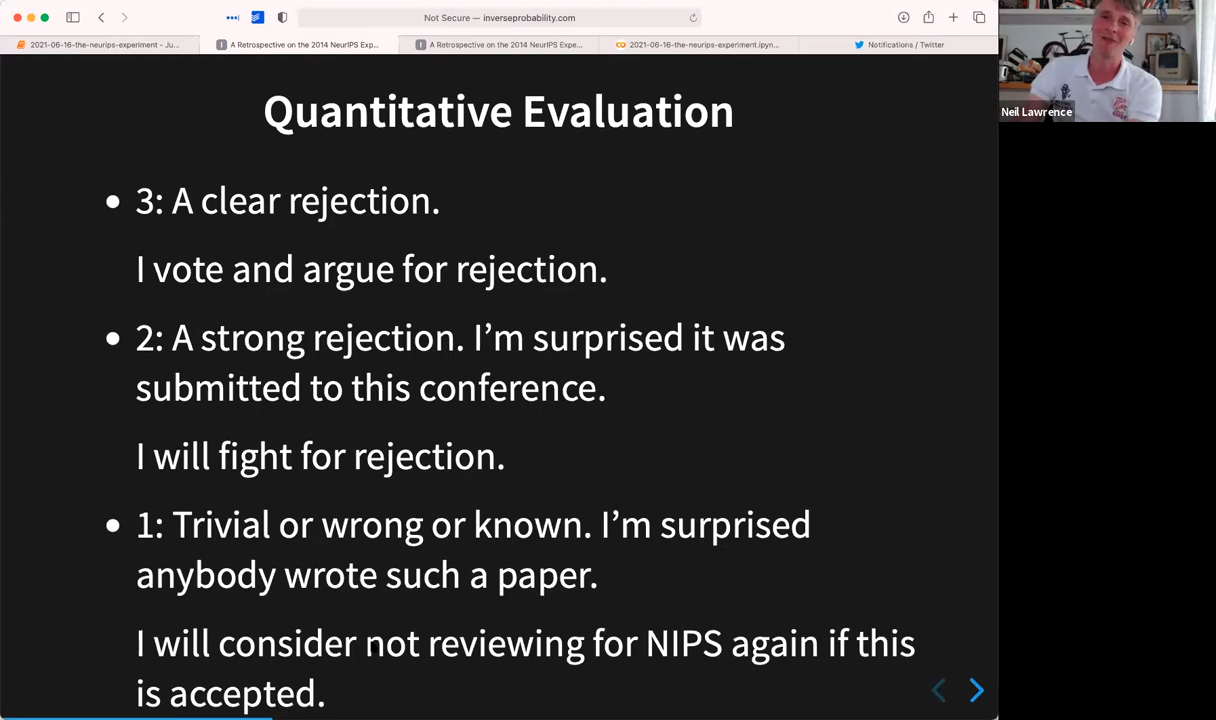 Not Secure — inverseprobability.com
2021-06-16-the-neurips-experiment - Ju...
A Retrospective on the 2014 NeurIPS Exp...
A Retrospective on the 2014 NeurIPS Expe...
2021-06-16-the-neurips-experiment.ipyn...
Notifications / Twitter
Neil Lawrence
Quantitative Evaluation
• 3: A clear rejection.
I vote and argue for rejection.
• 2: A strong rejection. I’m surprised it was
submitted to this conference.
I will fight for rejection.
• 1: Trivial or wrong or known. I’m surprised
anybody wrote such a paper.
I will consider not reviewing for NIPS again if this
is accepted.